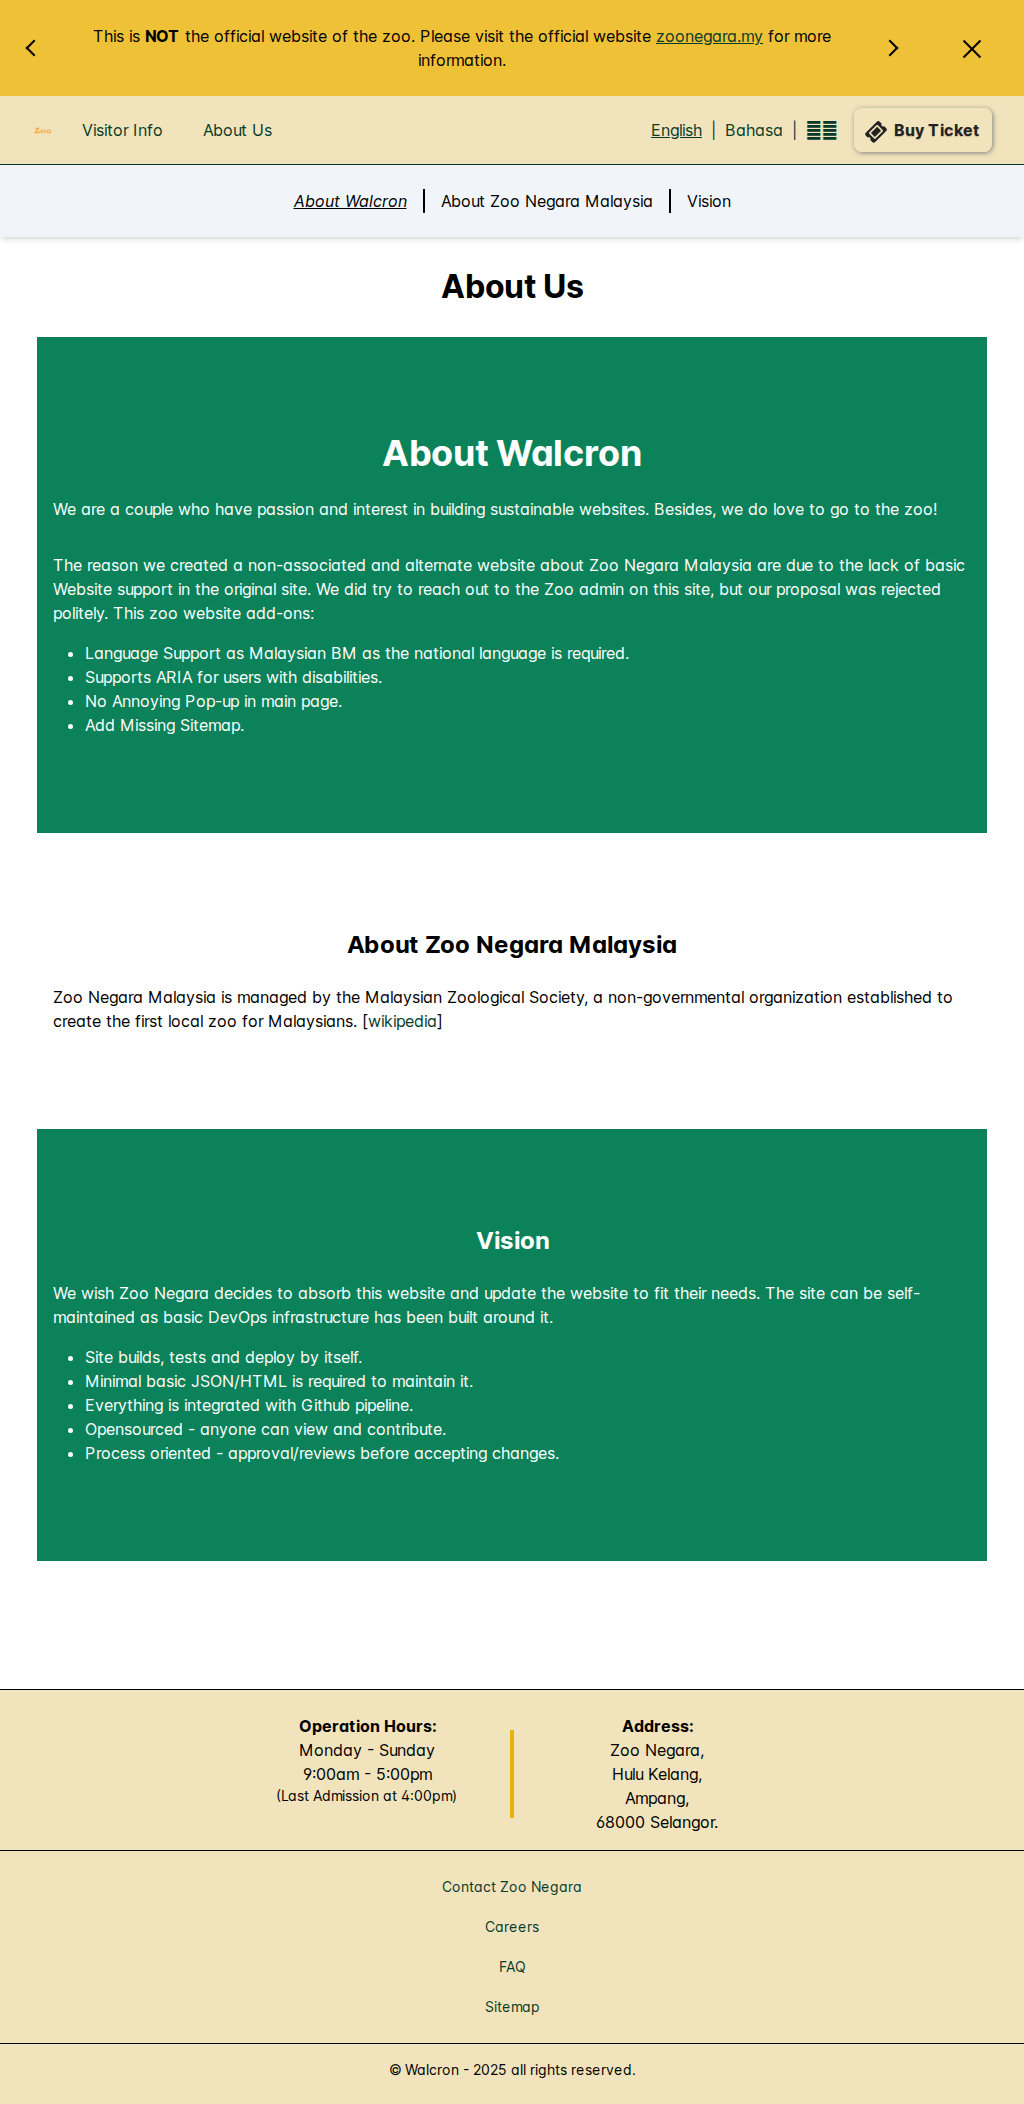 This is NOT the official website of the zoo. Please visit the official website zoonegara.my for more
information.
Zoo
Visitor Info
About Us
English | Bahasa |
Buy Ticket
About Walcron
About Zoo Negara Malaysia
Vision
About Us
About Walcron
We are a couple who have passion and interest in building sustainable websites. Besides, we do love to go to the zoo!
The reason we created a non-associated and alternate website about Zoo Negara Malaysia are due to the lack of basic
Website support in the original site. We did try to reach out to the Zoo admin on this site, but our proposal was rejected
politely. This zoo website add-ons:
• Language Support as Malaysian BM as the national language is required.
• Supports ARIA for users with disabilities.
• No Annoying Pop-up in main page.
• Add Missing Sitemap.
About Zoo Negara Malaysia
Zoo Negara Malaysia is managed by the Malaysian Zoological Society, a non-governmental organization established to
create the first local zoo for Malaysians. [wikipedia]
Vision
We wish Zoo Negara decides to absorb this website and update the website to fit their needs. The site can be self-
maintained as basic DevOps infrastructure has been built around it.
• Site builds, tests and deploy by itself.
• Minimal basic JSON/HTML is required to maintain it.
• Everything is integrated with Github pipeline.
• Opensourced - anyone can view and contribute.
• Process oriented - approval/reviews before accepting changes.
Operation Hours:
Monday - Sunday
9:00am - 5:00pm
(Last Admission at 4:00pm)
Address:
Zoo Negara,
Hulu Kelang,
Ampang,
68000 Selangor.
Contact Zoo Negara
Careers
FAQ
Sitemap
© Walcron - 2025 all rights reserved.